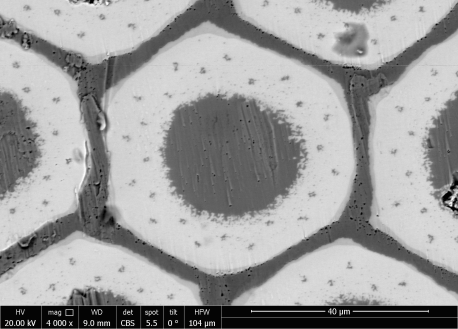 HV mag □ WD det spot tilt HFW 40 µm
20.00 kV 4 000 x 9.0 mm CBS 5.5 0 ° 104 µm